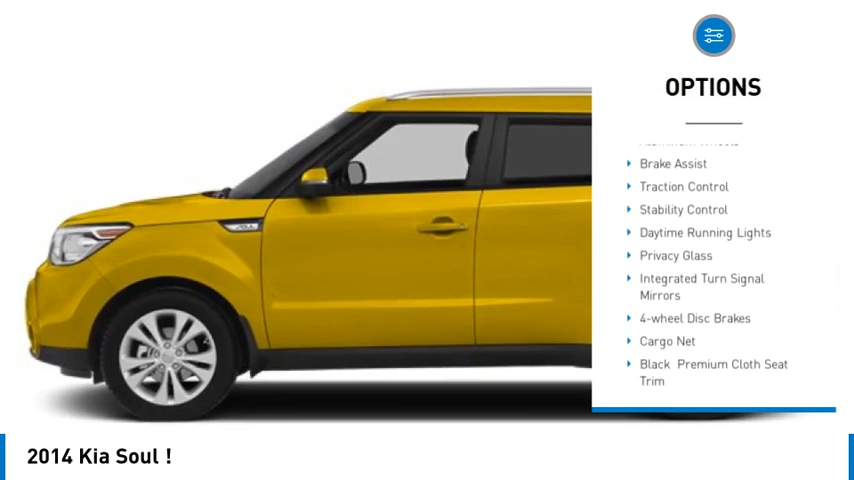 OPTIONS
Brake Assist
Traction Control
Stability Control
Daytime Running Lights
Privacy Glass
Integrated Turn Signal
Mirrors
4-wheel Disc Brakes
Cargo Net
Black Premium Cloth Seat
Trim
2014 Kia Soul !